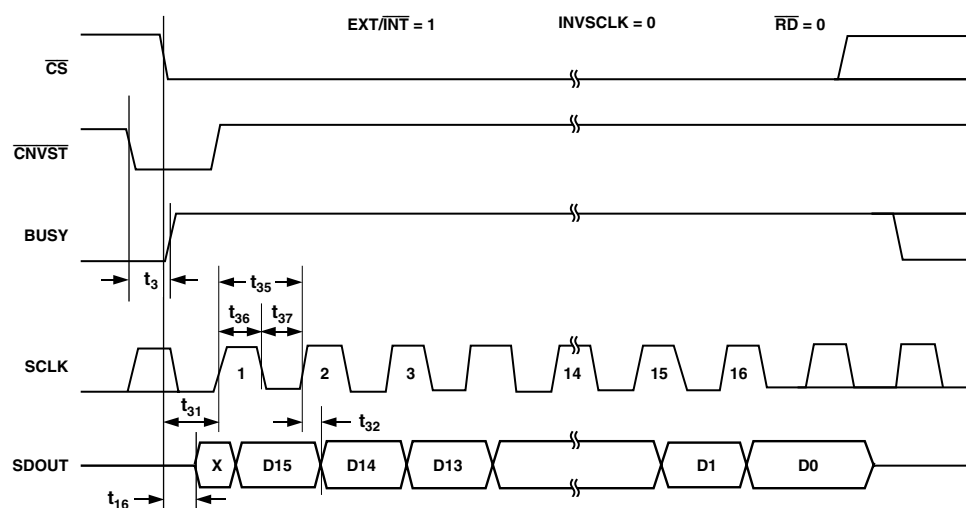 EXT/INT = 1 INVSCLK = 0 RD = 0
CS
CNVST
BUSY
t3
t35
t36 t37
SCLK 1 2 3 14 15 16
t31
t32
SDOUT X D15 D14 D13 D1 D0
t16